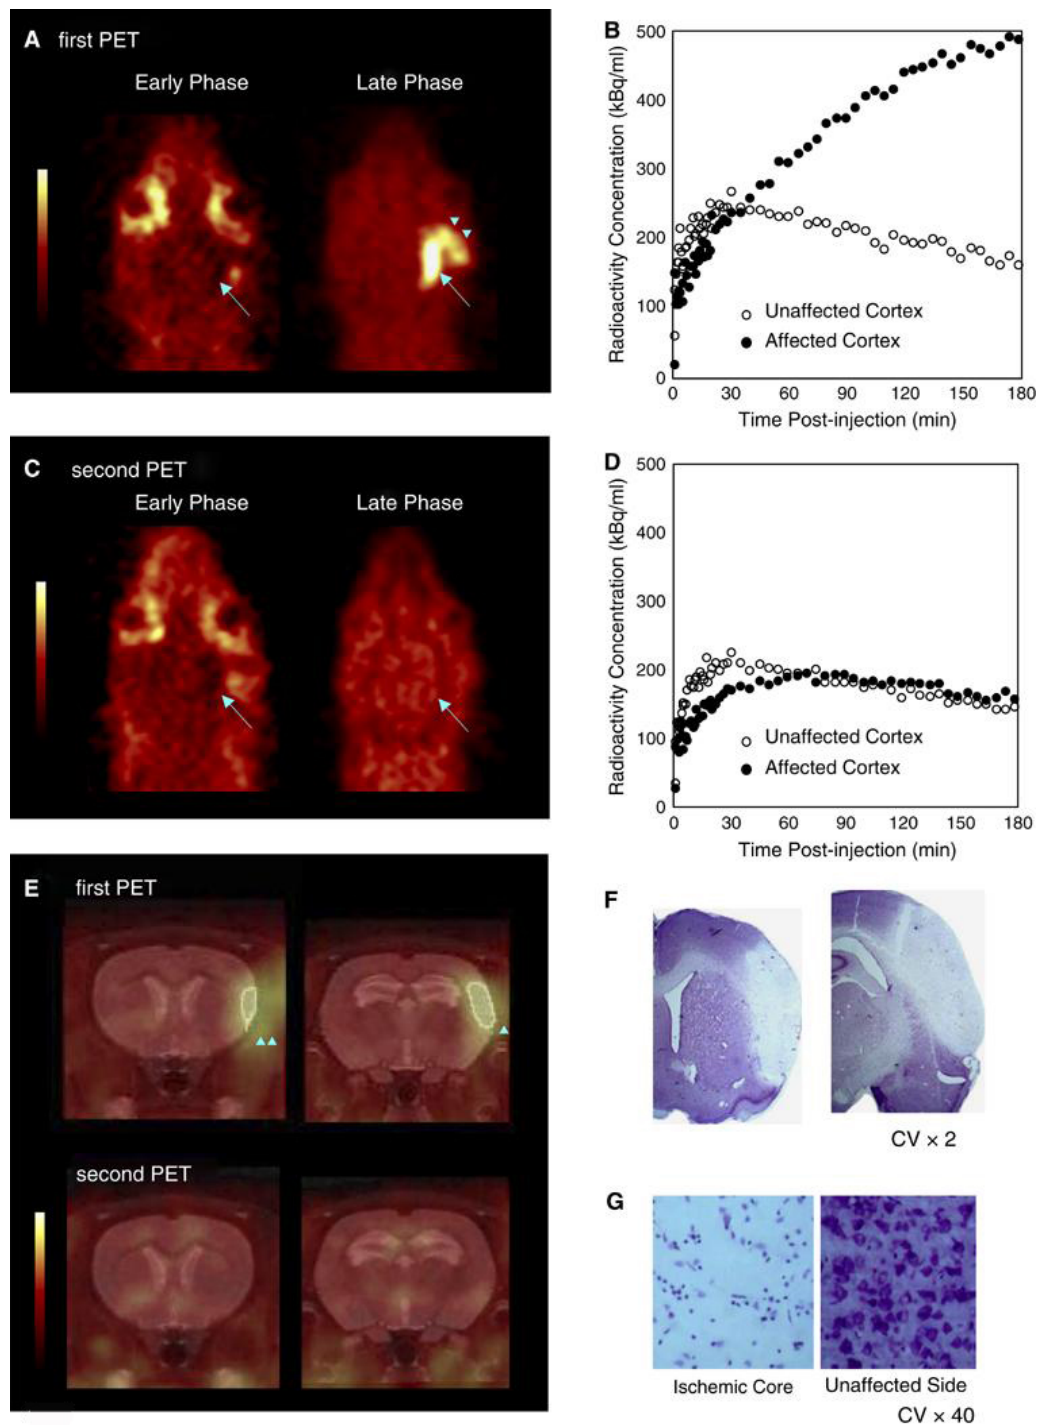 A first PET
Early Phase Late Phase
B
Radioactivity Concentration (kBq/ml)
500
400
300
200
100
0
Unaffected Cortex
Affected Cortex
0 30 60 90 120 150 180
Time Post-injection (min)
C second PET
Early Phase Late Phase
D
Radioactivity Concentration (kBq/ml)
500
400
300
200
100
0
Unaffected Cortex
Affected Cortex
0 30 60 90 120 150 180
Time Post-injection (min)
E first PET
second PET
F
CV × 2
G
Ischemic Core Unaffected Side
CV × 40